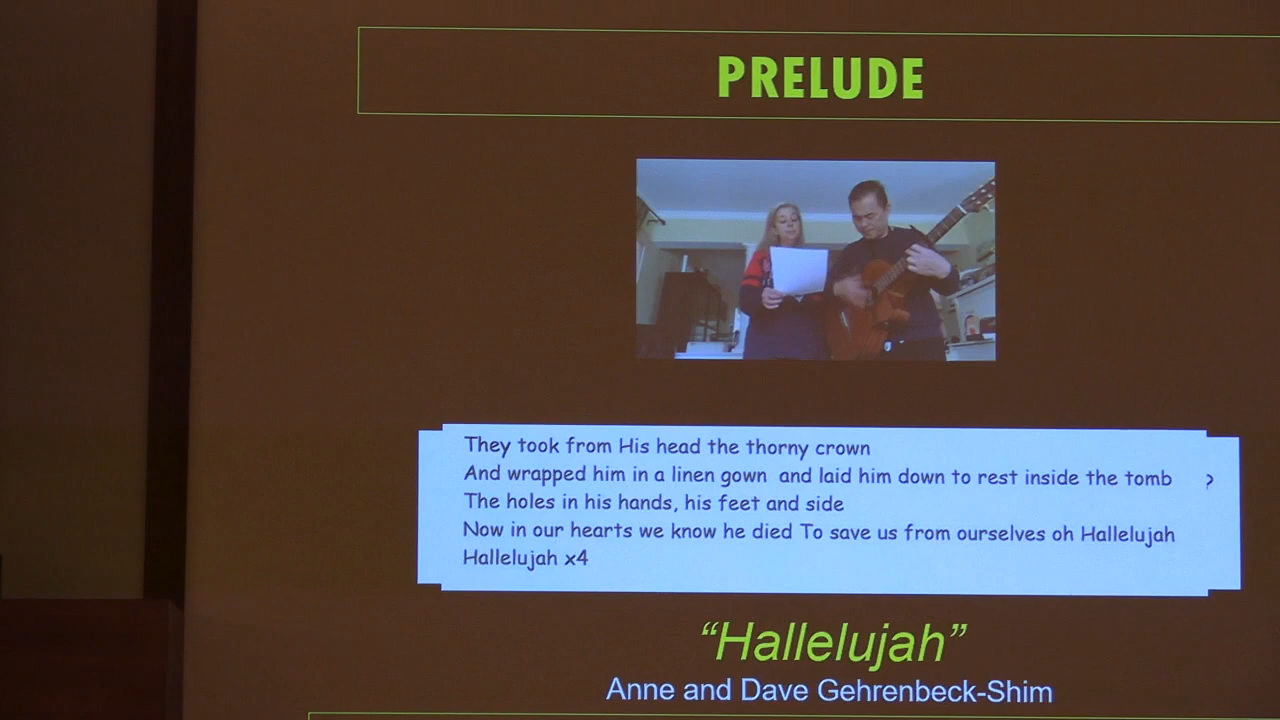 PRELUDE
They took from His head the thorny crown
And wrapped him in a linen gown and laid him down to rest inside the tomb ?
The holes in his hands, his feet and side
Now in our hearts we know he died To save us from ourselves oh Hallelujah
Hallelujah x4
“Hallelujah”
Anne and Dave Gehrenbeck-Shim